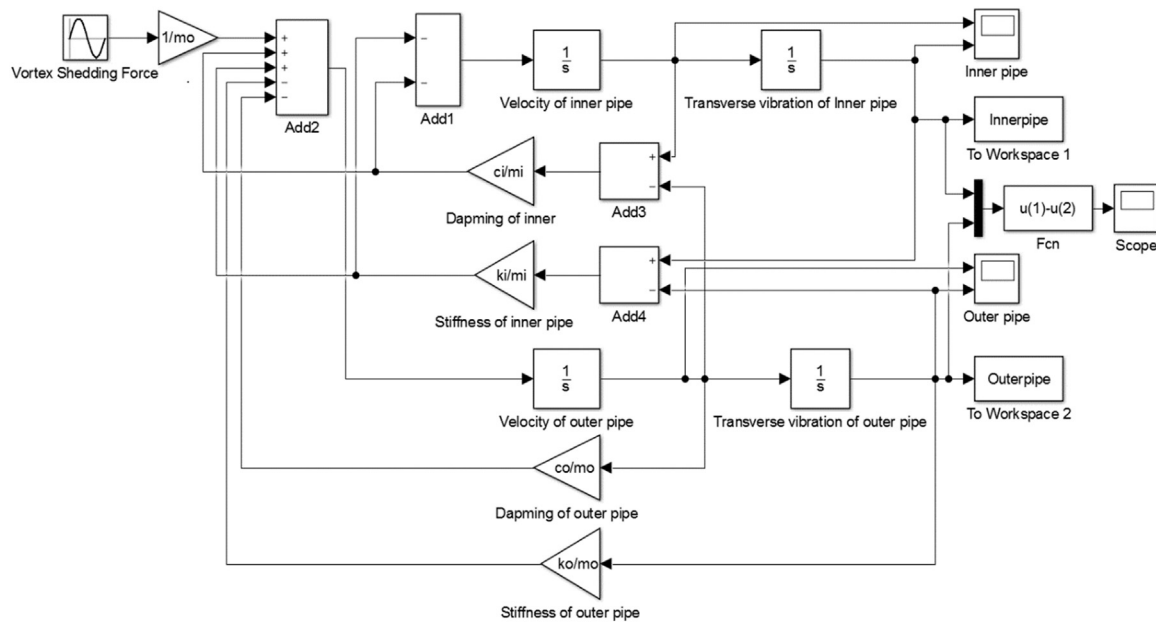 1/mo
Vortex Shedding Force
+
+
+
−
−
Add2
−
−
Add1
1
s
Velocity of inner pipe
1
s
Transverse vibration of Inner pipe
Inner pipe
Innerpipe
To Workspace 1
ci/mi
Dapming of inner
+
−
Add3
u(1)-u(2)
Fcn
Scope
ki/mi
Stiffness of inner pipe
+
−
Add4
Outer pipe
1
s
Velocity of outer pipe
1
s
Transverse vibration of outer pipe
Outerpipe
To Workspace 2
co/mo
Dapming of outer pipe
ko/mo
Stiffness of outer pipe